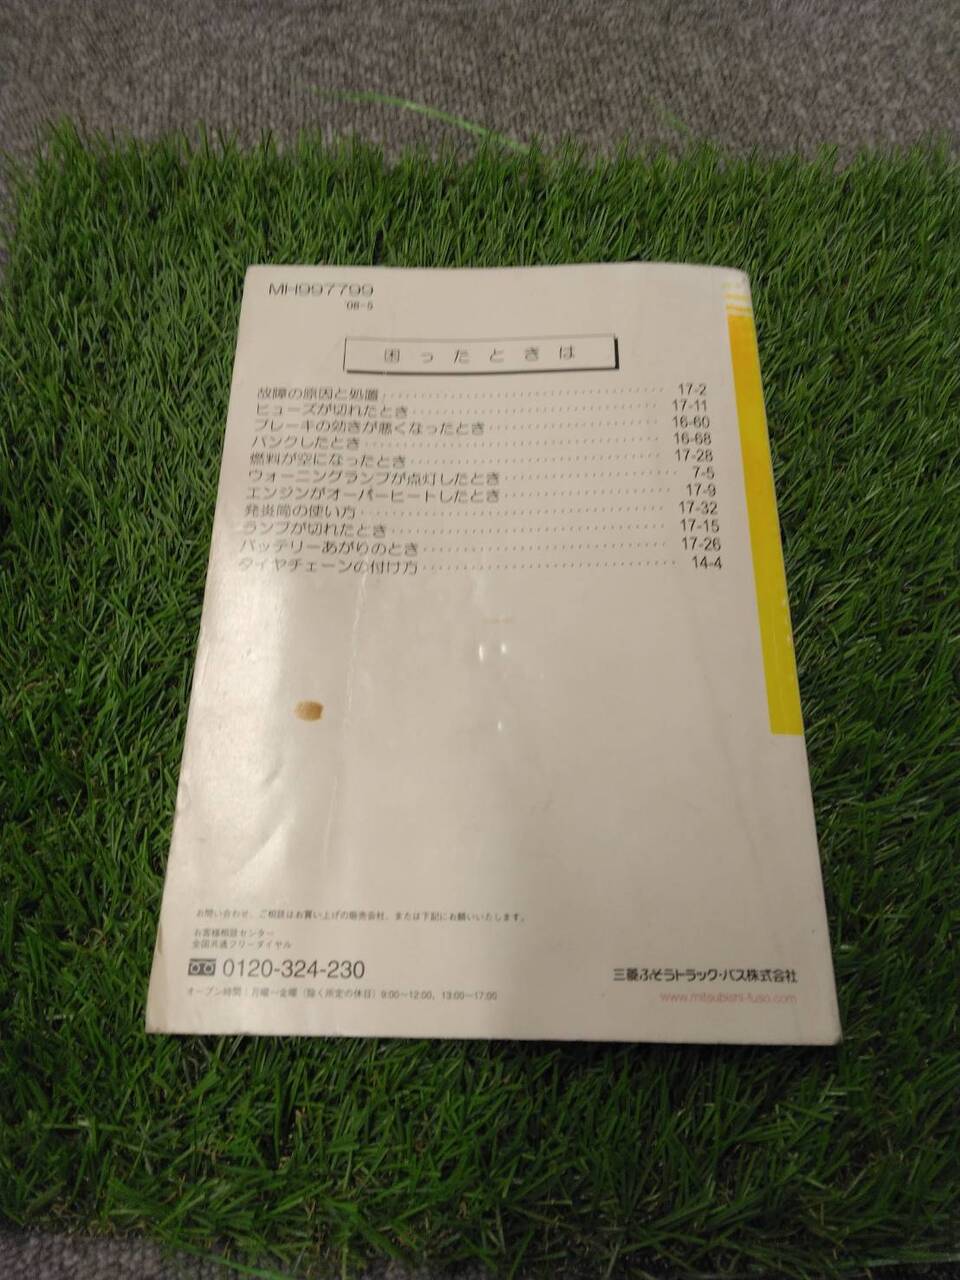 MH997799
'08-5
困ったときは
故障の原因と処置 17-2
ヒューズが切れたとき 17-11
ブレーキの効きが悪くなったとき 16-60
パンクしたとき 16-68
燃料が空になったとき 17-28
ウォーニングランプが点灯したとき 7-5
エンジンがオーバーヒートしたとき 17-9
発炎筒の使い方 17-32
ランプが切れたとき 17-15
バッテリーあがりのとき 17-26
タイヤチェーンの付け方 14-4
お問い合わせ、ご相談はお買い上げの販売会社、または下記にお願いいたします。
お客様相談センター
全国共通フリーダイヤル
0120-324-230
オープン時間:月曜〜金曜(除く所定の休日)9:00〜12:00, 13:00〜17:00
三菱ふそうトラック・バス株式会社
www.mitsubishi-fuso.com